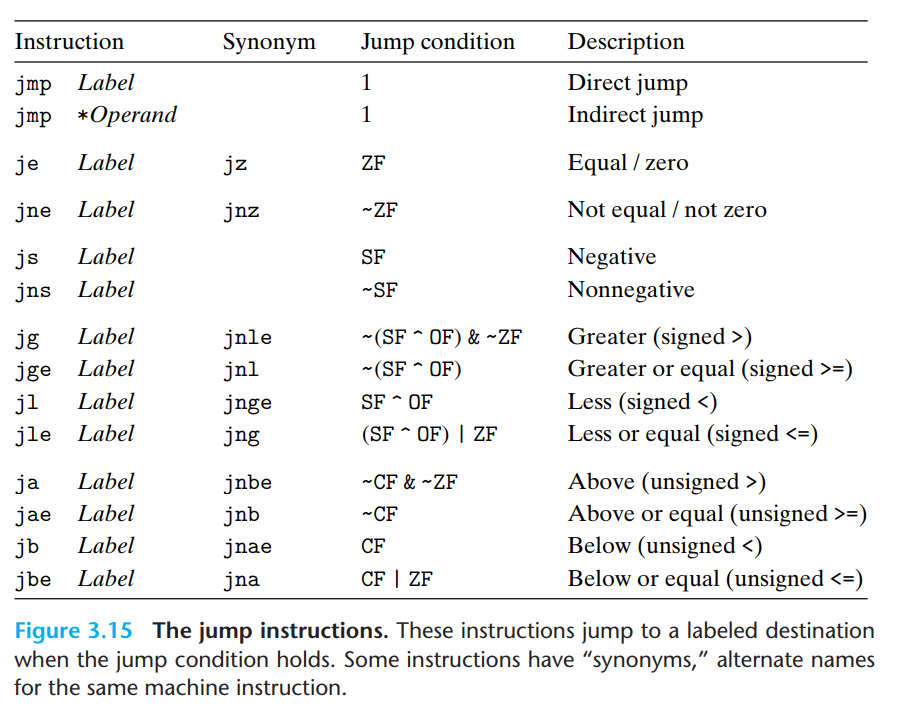 Instruction Synonym Jump condition Description
jmp Label 1 Direct jump
jmp *Operand 1 Indirect jump
je Label jz ZF Equal / zero
jne Label jnz ~ZF Not equal / not zero
js Label SF Negative
jns Label ~SF Nonnegative
jg Label jnle ~(SF ^ OF) & ~ZF Greater (signed >)
jge Label jnl ~(SF ^ OF) Greater or equal (signed >=)
jl Label jnge SF ^ OF Less (signed <)
jle Label jng (SF ^ OF) | ZF Less or equal (signed <=)
ja Label jnbe ~CF & ~ZF Above (unsigned >)
jae Label jnb ~CF Above or equal (unsigned >=)
jb Label jnae CF Below (unsigned <)
jbe Label jna CF | ZF Below or equal (unsigned <=)
Figure 3.15 The jump instructions. These instructions jump to a labeled destination
when the jump condition holds. Some instructions have “synonyms,” alternate names
for the same machine instruction.